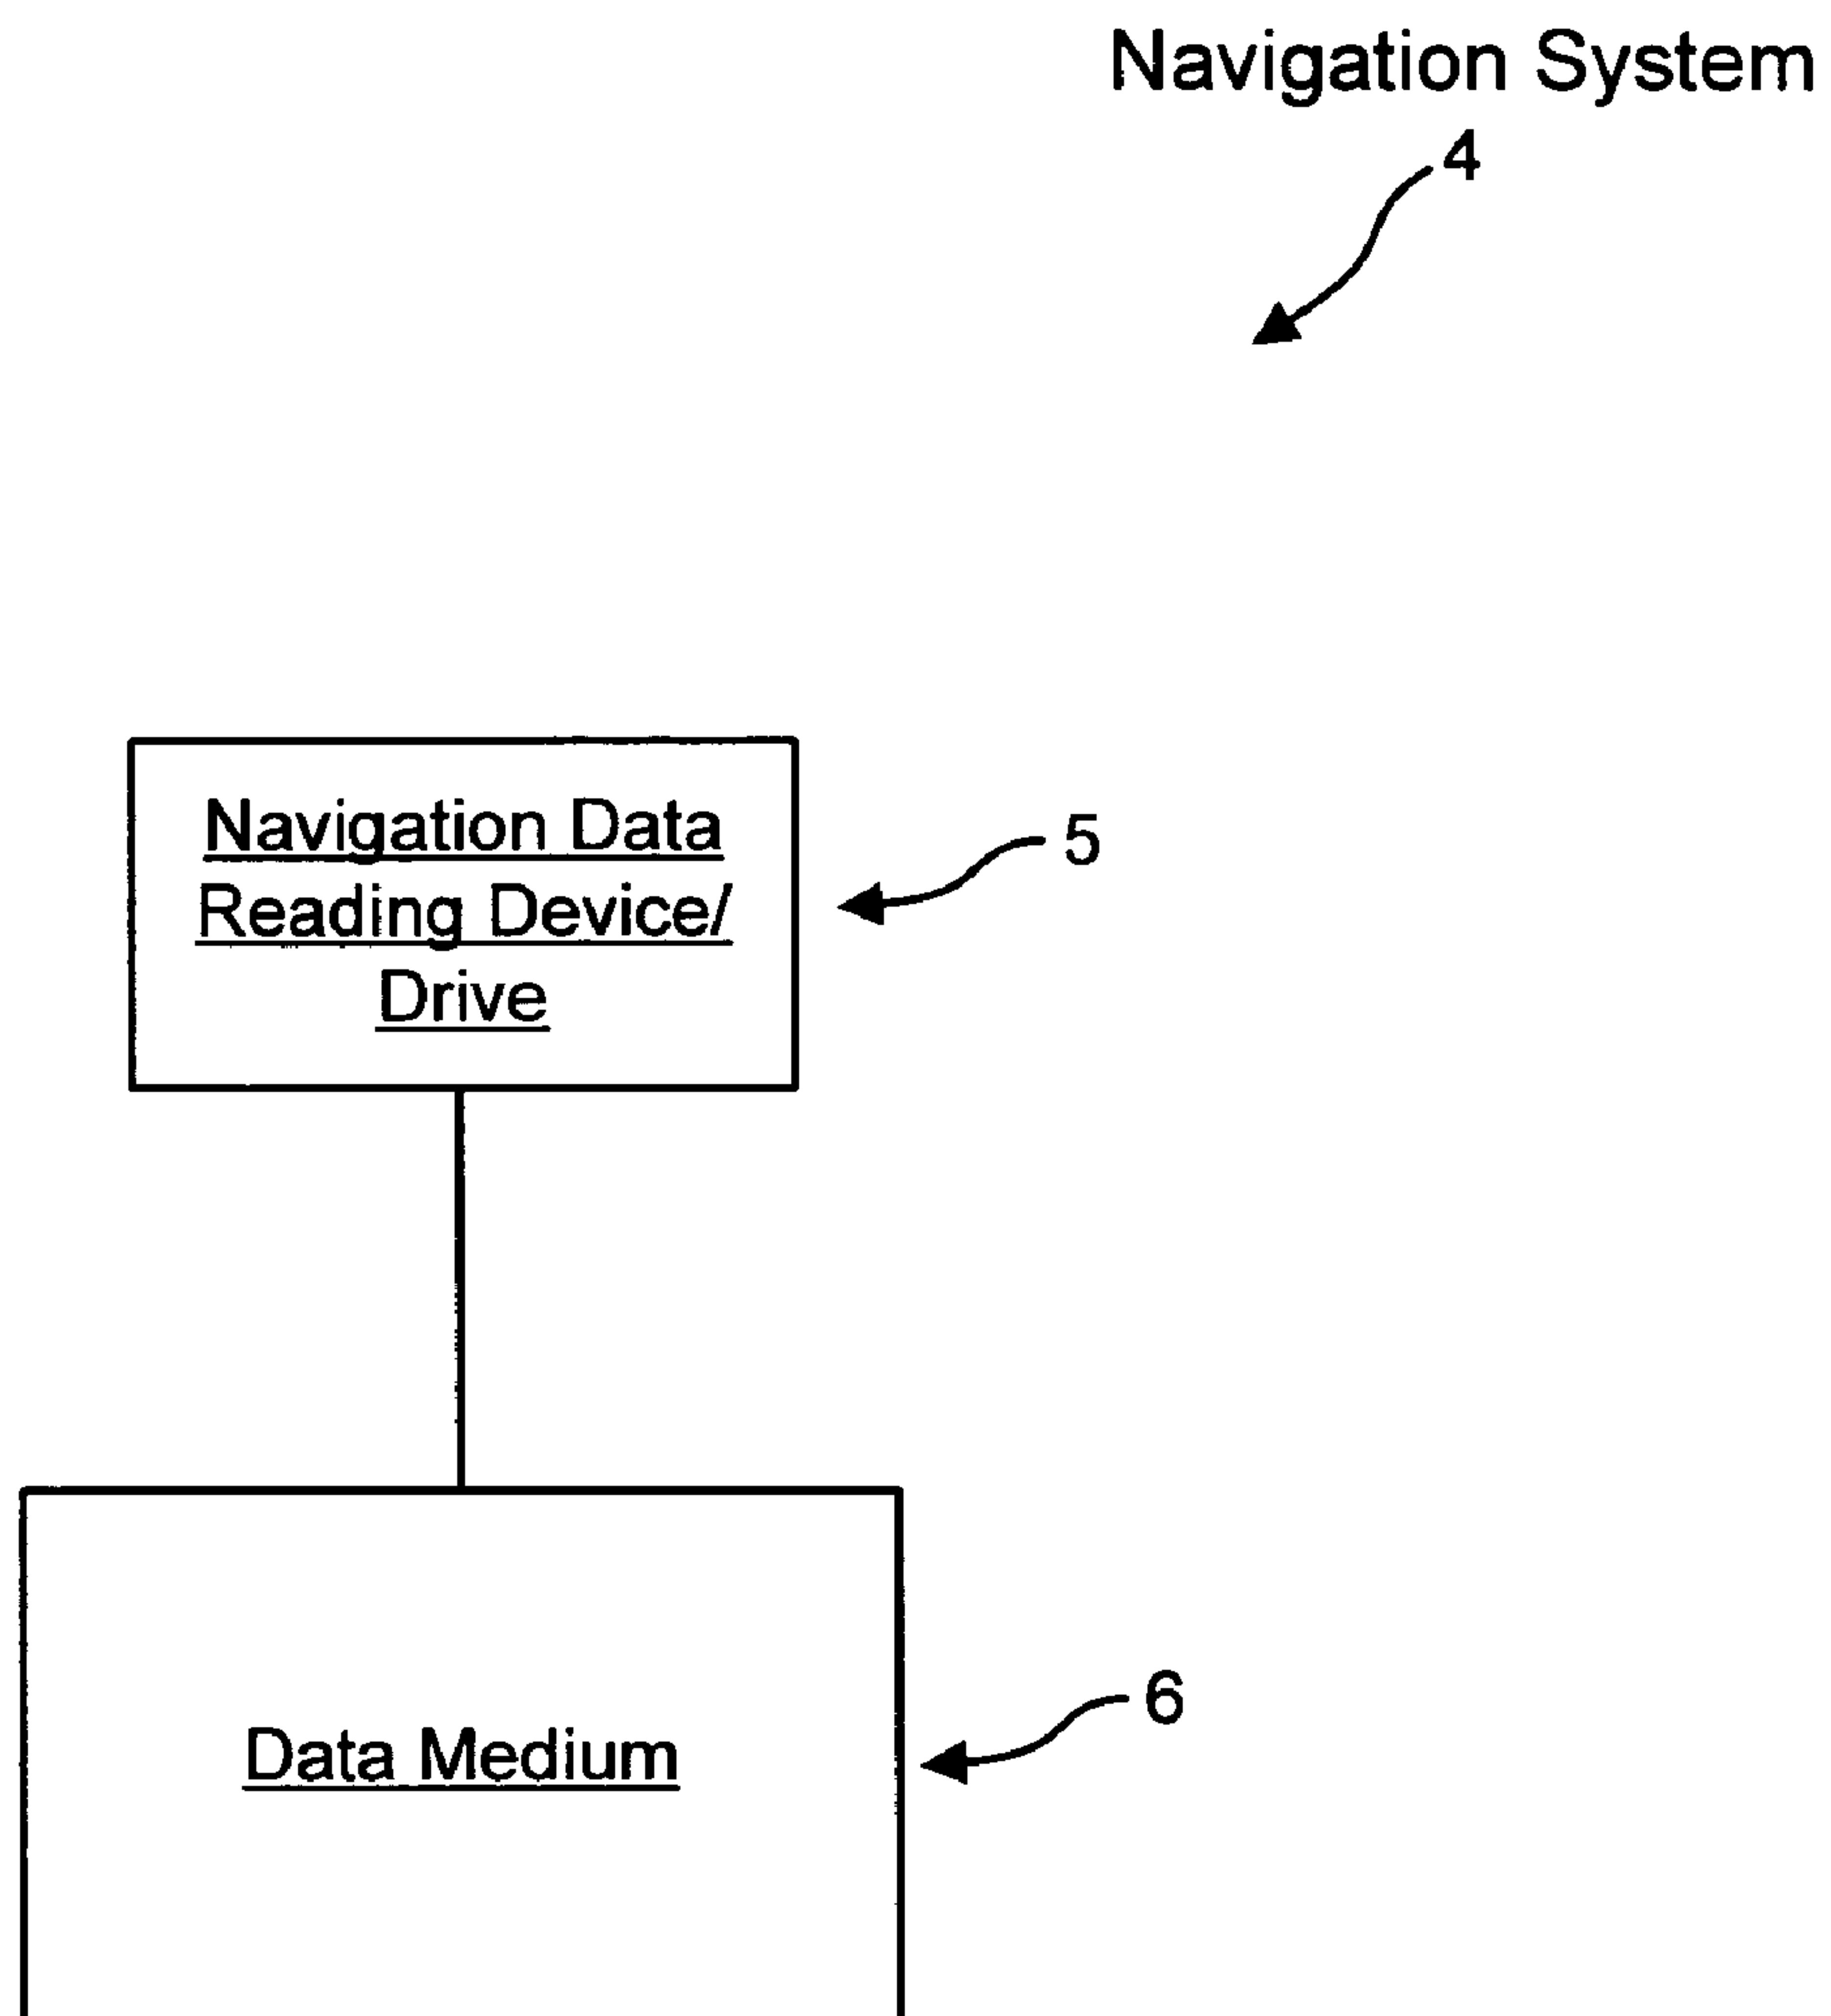 Navigation System
4
Navigation Data
Reading Device/
Drive
5
Data Medium
6